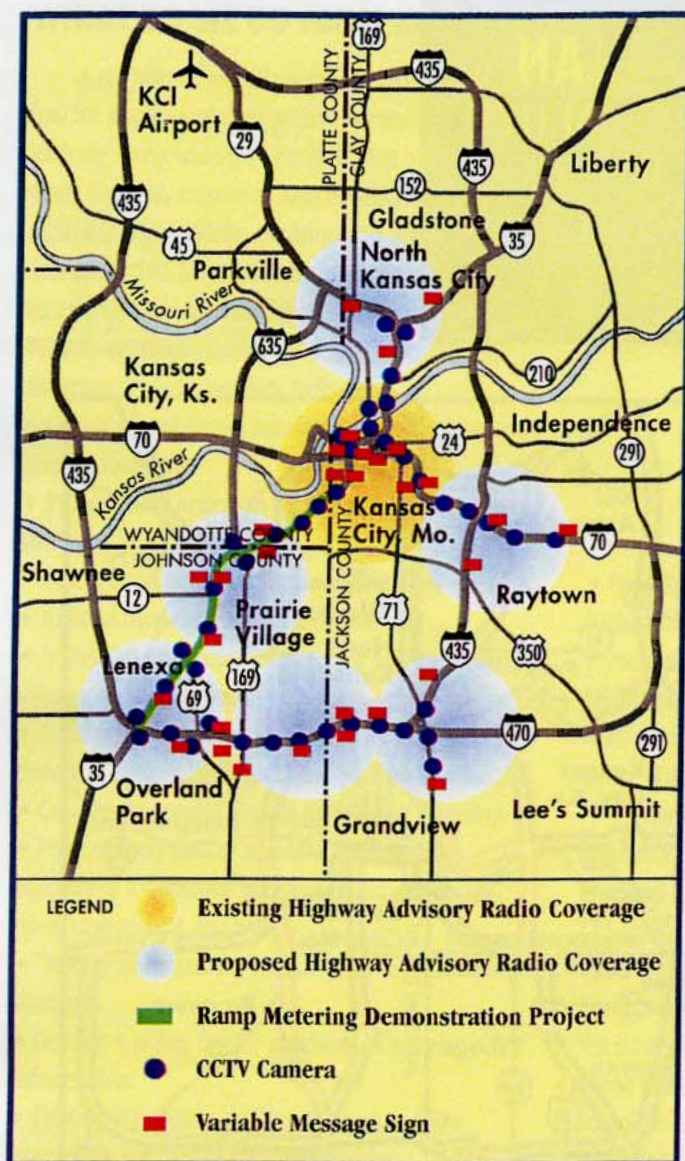 169
435
KCI
Airport
PLATTE COUNTY
CLAY COUNTY
29
435
Liberty
435
152
Gladstone
35
45
Parkville
North
Kansas City
Missouri River
635
Kansas
City, Ks.
210
Independence
70
24
291
435
Kansas River
Kansas
City, Mo.
WYANDOTTE COUNTY
JOHNSON COUNTY
70
Shawnee
12
Prairie
Village
JACKSON COUNTY
71
Raytown
350
435
Lenexa
69
169
470
291
35
Overland
Park
Grandview
Lee's Summit
LEGEND
Existing Highway Advisory Radio Coverage
Proposed Highway Advisory Radio Coverage
Ramp Metering Demonstration Project
CCTV Camera
Variable Message Sign